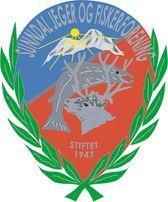 SUNNDAL JEGER OG FISKERFORENING
STIFTET
1947